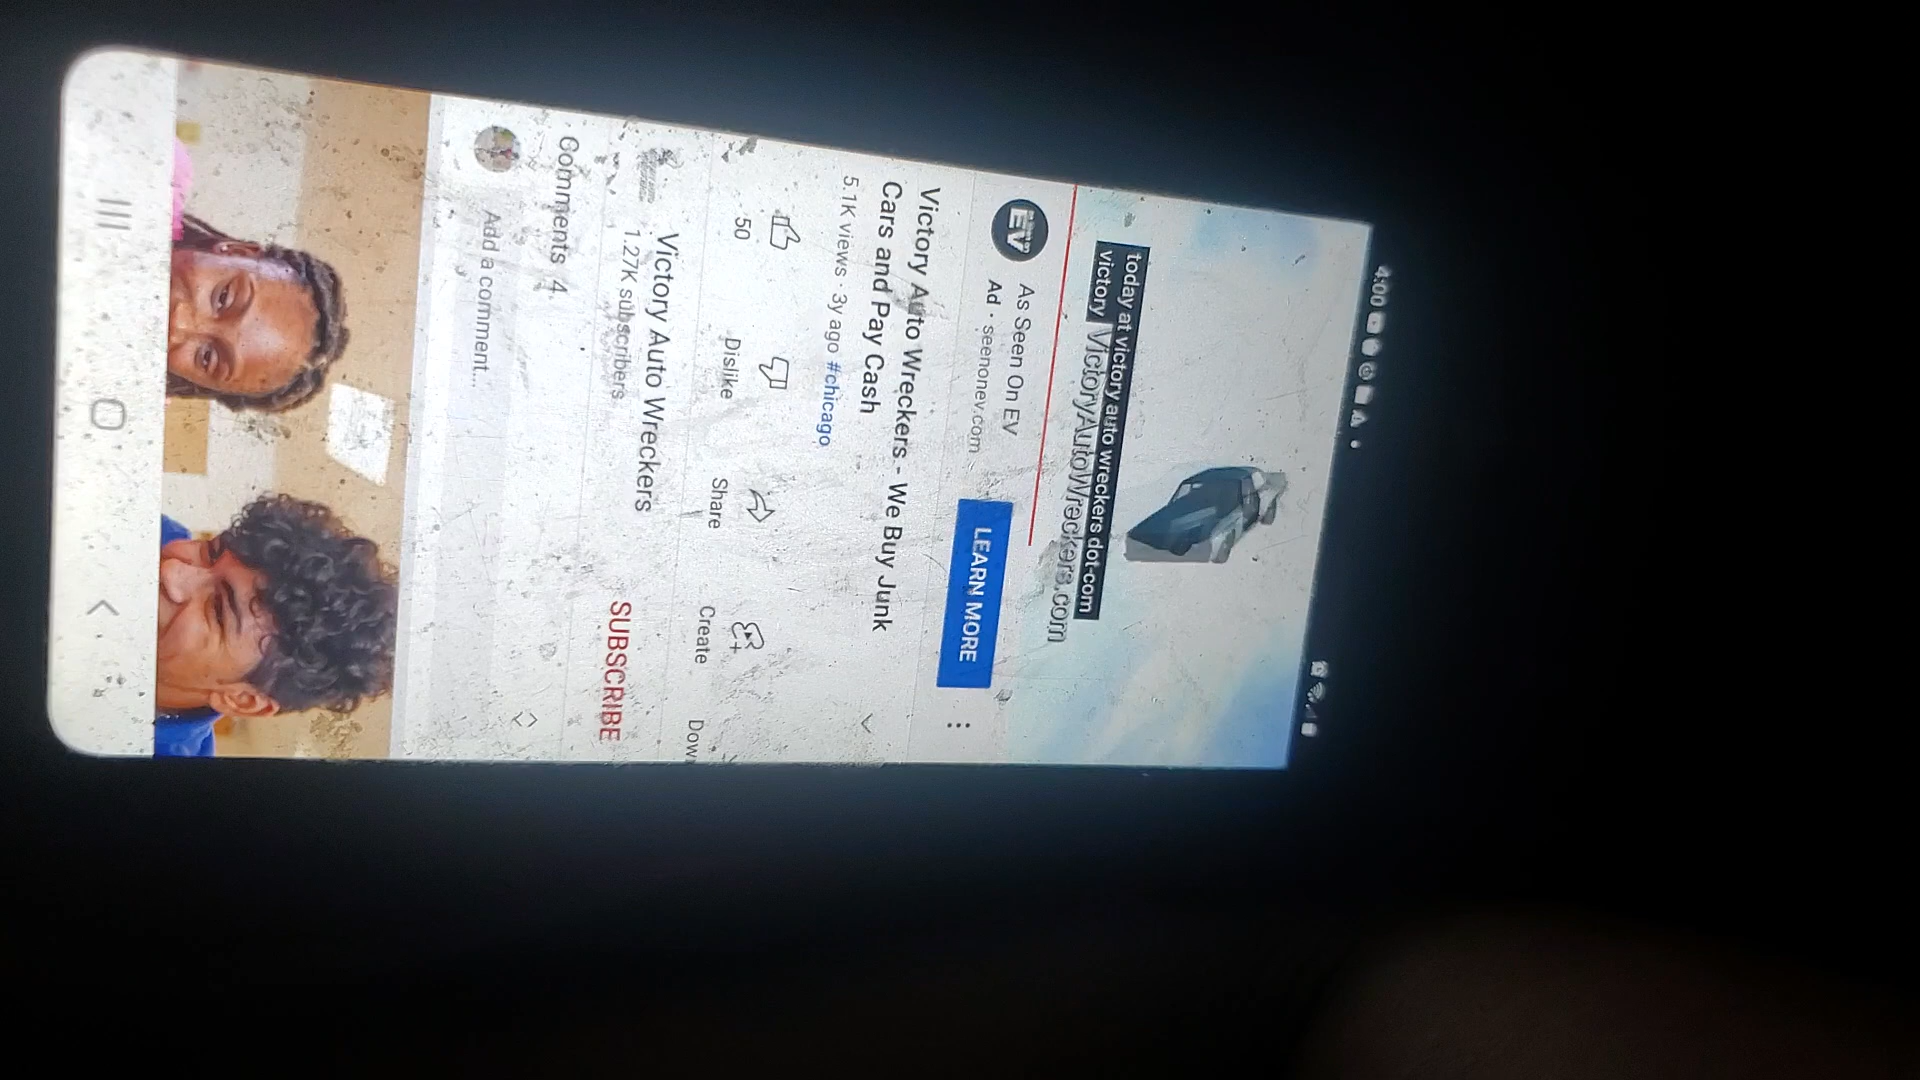 4:00
today at victory auto wreckers dot-com
victory
VictoryAutoWreckers.com
EV
As Seen On EV
Ad · seenonev.com
LEARN MORE
Victory Auto Wreckers - We Buy Junk
Cars and Pay Cash
5.1K views · 3y ago #chicago
50
Dislike
Share
Create
Dow
Victory Auto Wreckers
1.27K subscribers
SUBSCRIBE
Comments 4
Add a comment...